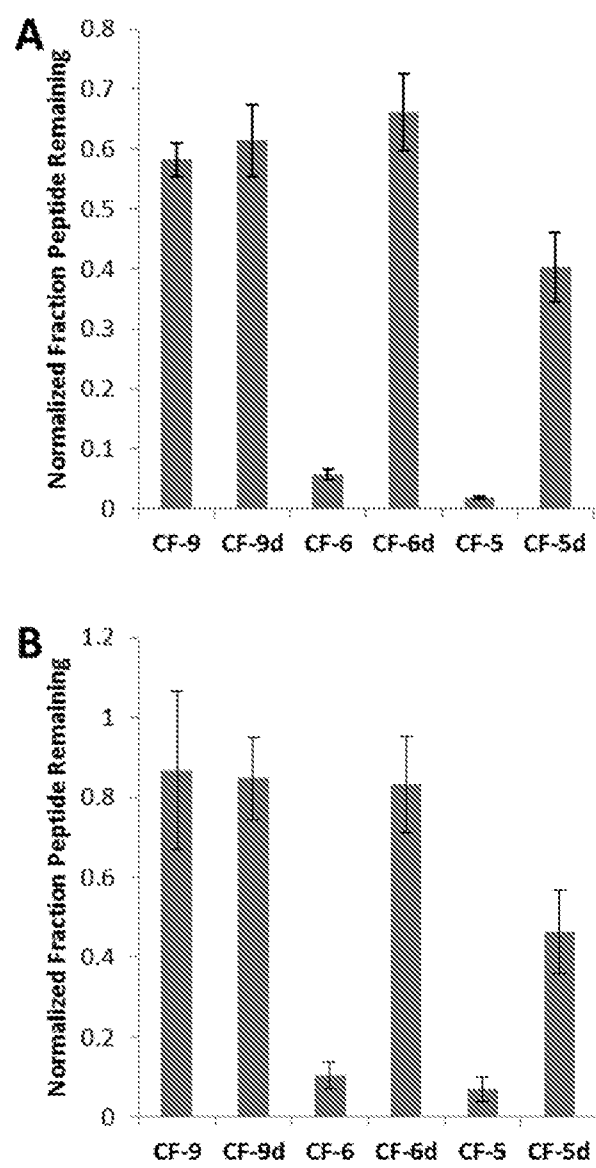 A
Normalized Fraction Peptide Remaining
0.8
0.7
0.6
0.5
0.4
0.3
0.2
0.1
0
CF-9 CF-9d CF-6 CF-6d CF-5 CF-5d
B
Normalized Fraction Peptide Remaining
1.2
1
0.8
0.6
0.4
0.2
0
CF-9 CF-9d CF-6 CF-6d CF-5 CF-5d